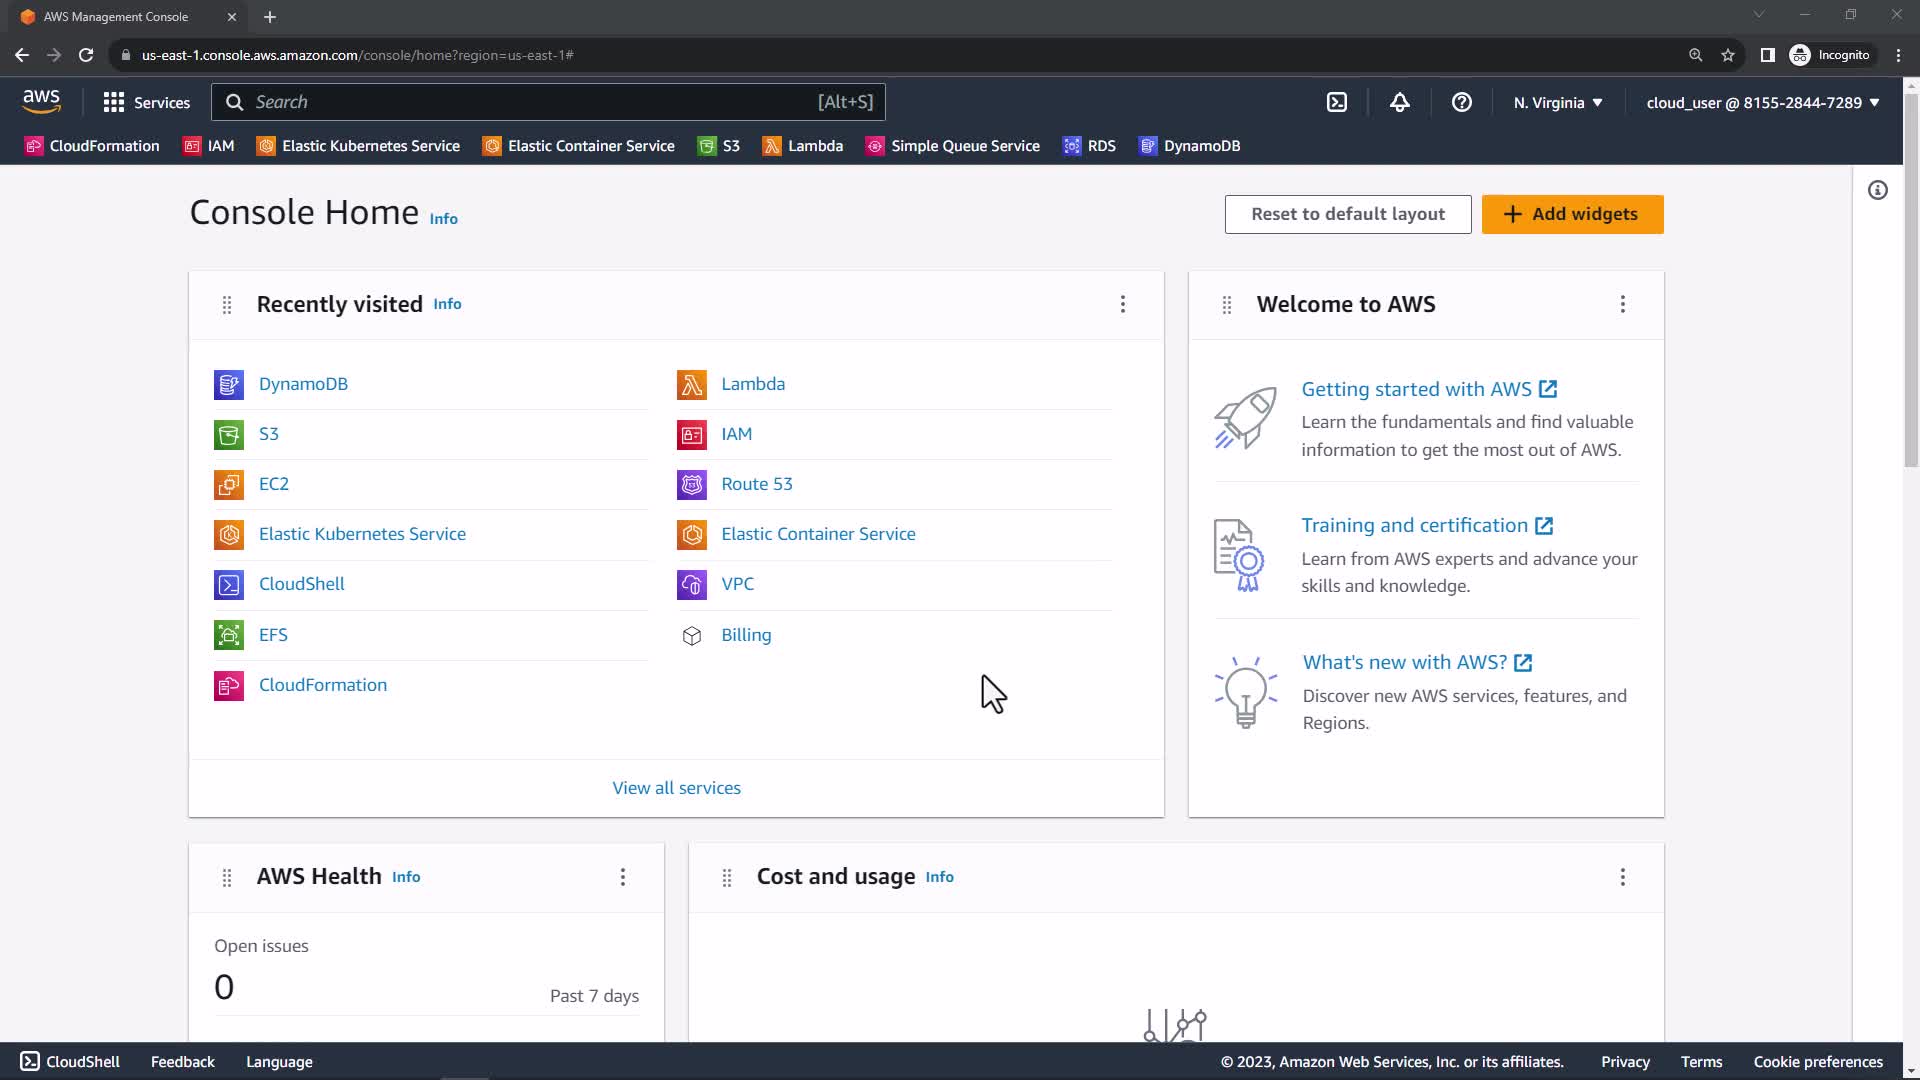 AWS Management Console
us-east-1.console.aws.amazon.com/console/home?region=us-east-1#
Incognito
aws
Services
Search
[Alt+S]
N. Virginia
cloud_user @ 8155-2844-7289
CloudFormation
IAM
Elastic Kubernetes Service
Elastic Container Service
S3
Lambda
Simple Queue Service
RDS
DynamoDB
Console Home Info
Reset to default layout
Add widgets
Recently visited Info
DynamoDB
Lambda
S3
IAM
EC2
Route 53
Elastic Kubernetes Service
Elastic Container Service
CloudShell
VPC
EFS
Billing
CloudFormation
View all services
Welcome to AWS
Getting started with AWS
Learn the fundamentals and find valuable
information to get the most out of AWS.
Training and certification
Learn from AWS experts and advance your
skills and knowledge.
What's new with AWS?
Discover new AWS services, features, and
Regions.
AWS Health Info
Open issues
0
Past 7 days
Cost and usage Info
CloudShell
Feedback
Language
© 2023, Amazon Web Services, Inc. or its affiliates.
Privacy
Terms
Cookie preferences